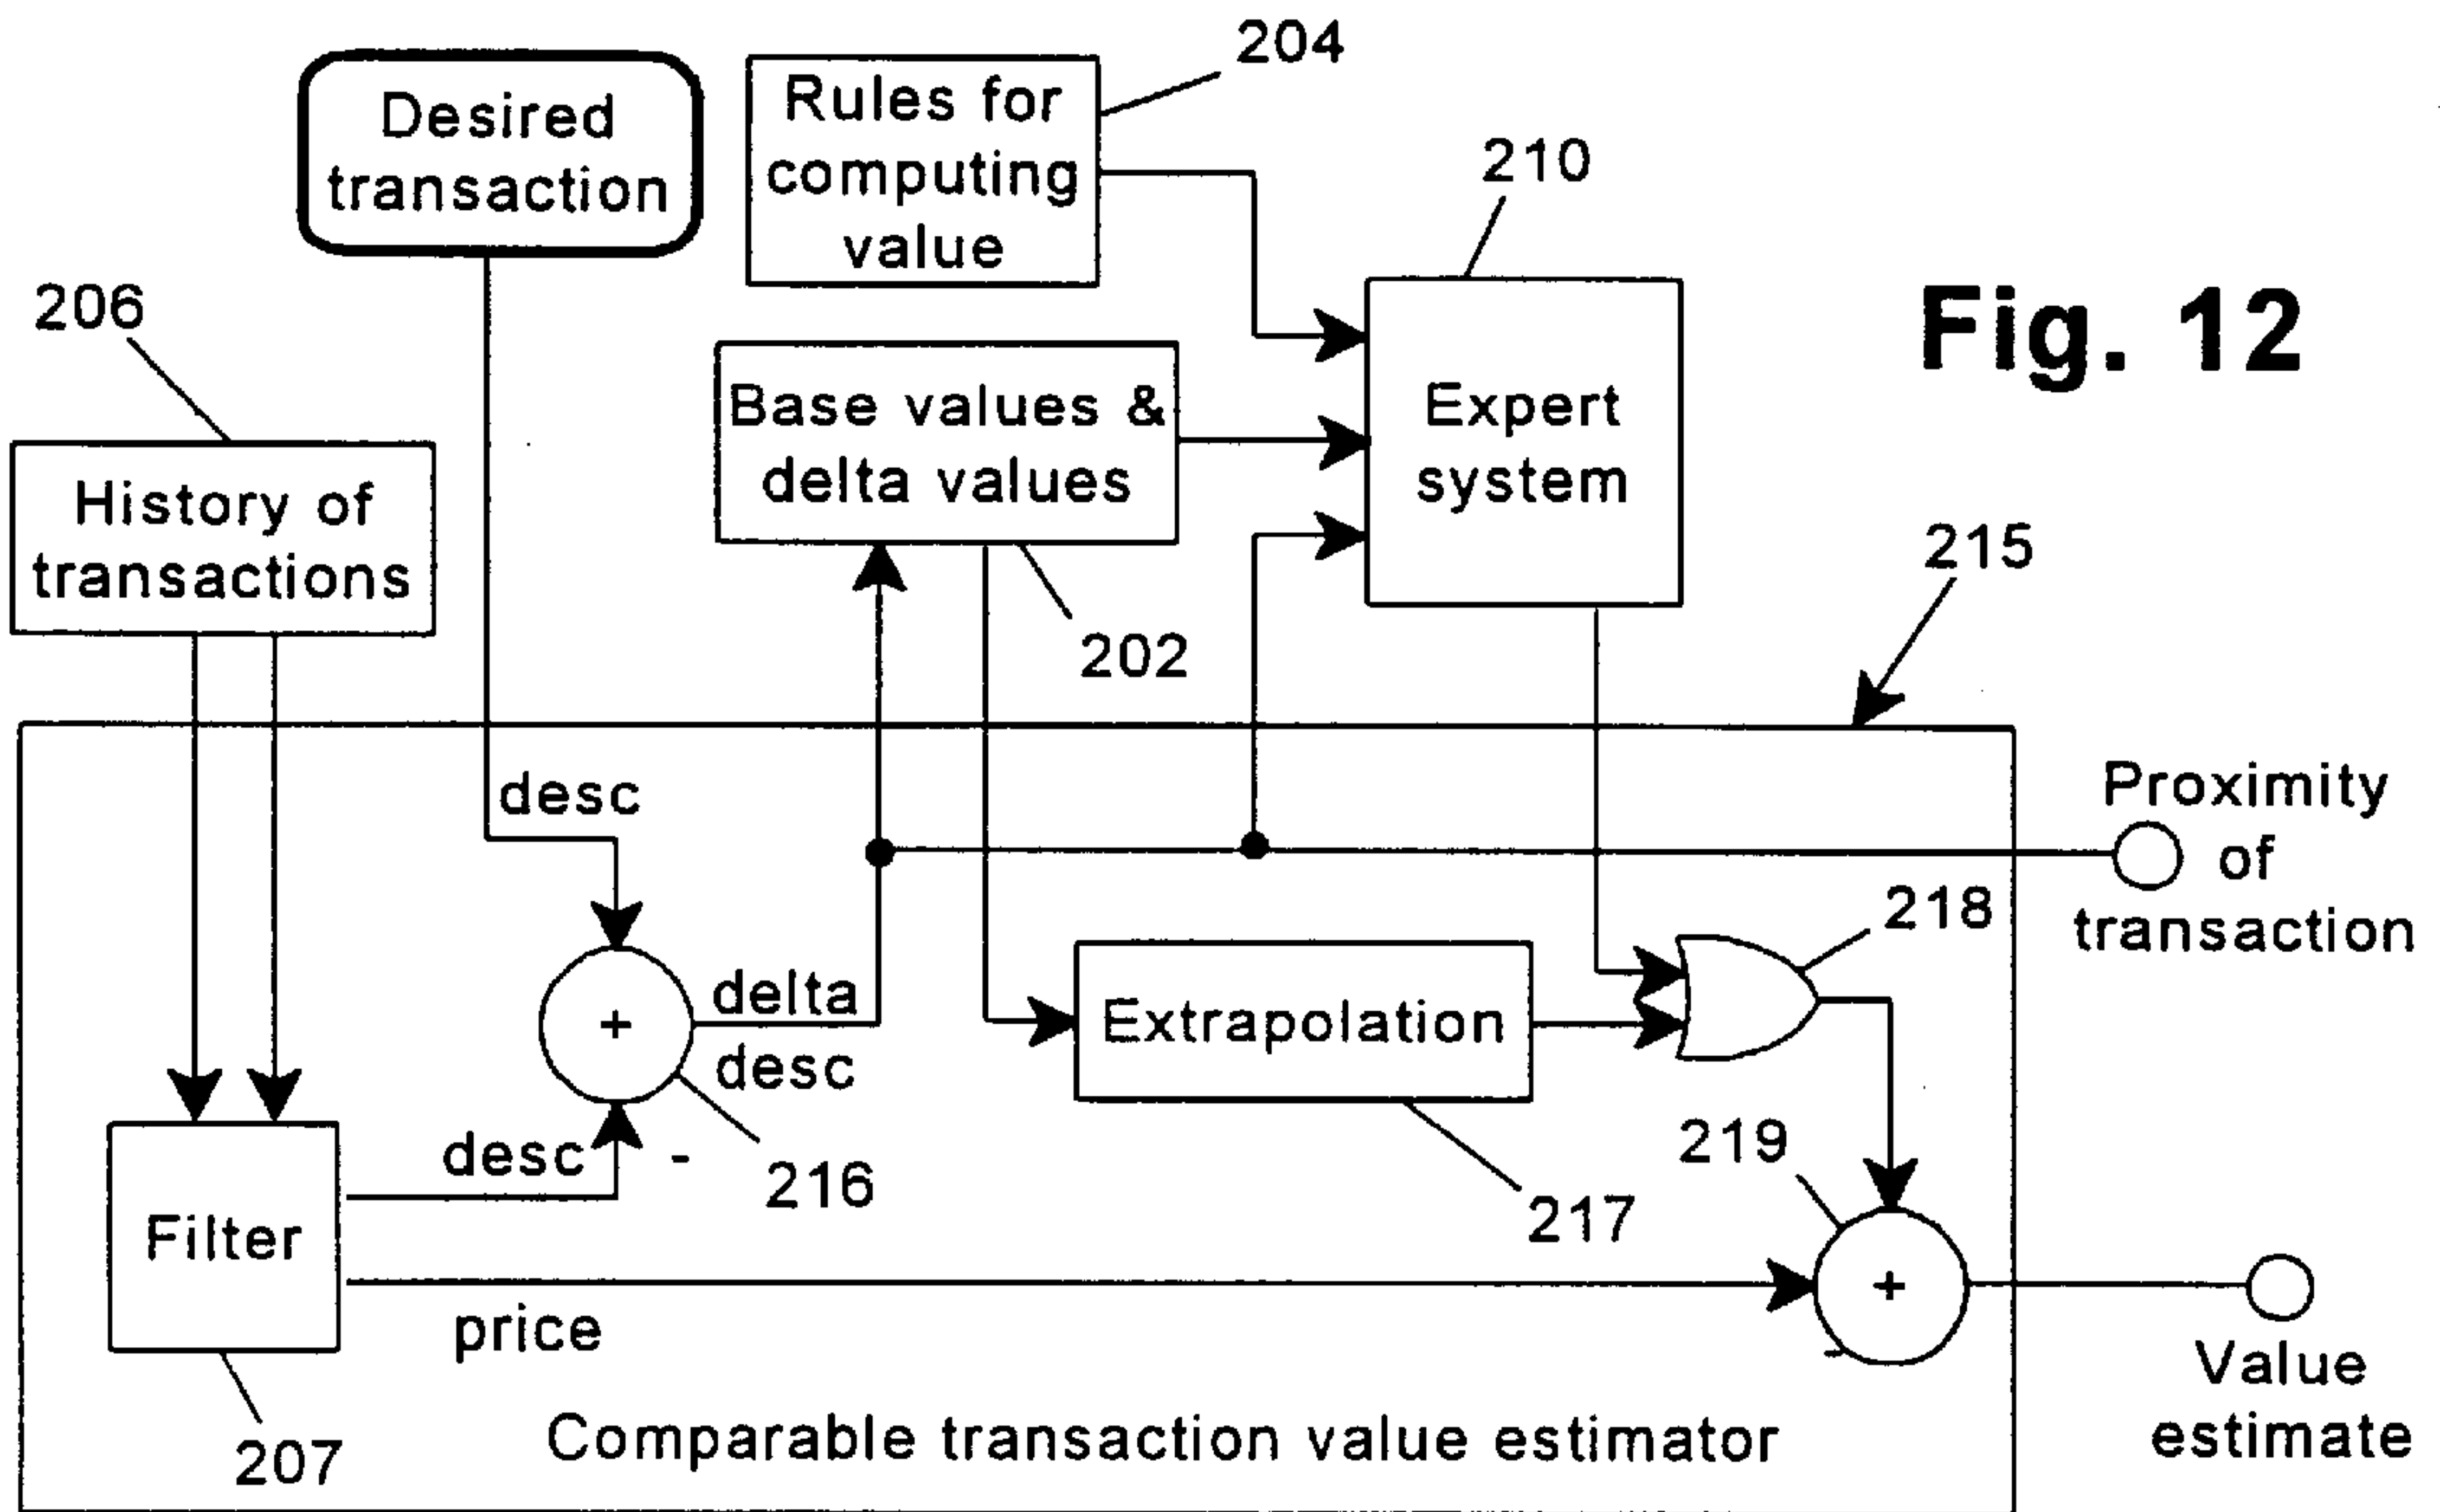 204
Desired
transaction
Rules for
computing
value
210
206
Fig. 12
Base values &
delta values
Expert
system
History of
transactions
215
202
desc
Proximity
of
transaction
218
delta
desc
+
Extrapolation
desc
-
216
219
217
Filter
+
price
Value
estimate
207
Comparable transaction value estimator